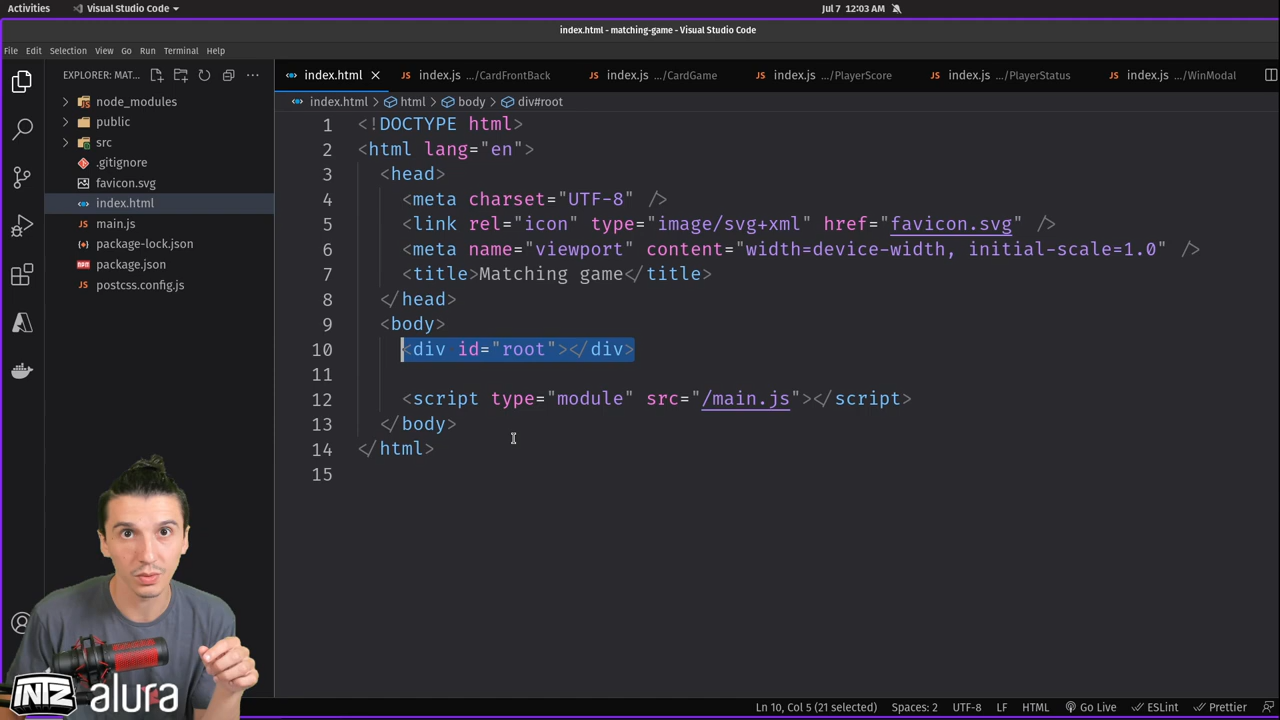 Activities
Visual Studio Code
Jul 7 12:03 AM
index.html - matching-game - Visual Studio Code
File Edit Selection View Go Run Terminal Help
EXPLORER: MAT...
index.html
index.js .../CardFrontBack
index.js .../CardGame
index.js .../PlayerScore
index.js .../PlayerStatus
index.js .../WinModal
index.html > html > body > div#root
node_modules
public
src
.gitignore
favicon.svg
index.html
main.js
package-lock.json
package.json
postcss.config.js
1 <!DOCTYPE html>
2 <html lang="en">
3 <head>
4 <meta charset="UTF-8" />
5 <link rel="icon" type="image/svg+xml" href="favicon.svg" />
6 <meta name="viewport" content="width=device-width, initial-scale=1.0" />
7 <title>Matching game</title>
8 </head>
9 <body>
10 <div id="root"></div>
11
12 <script type="module" src="/main.js"></script>
13 </body>
14 </html>
15
INTZ alura
Ln 10, Col 5 (21 selected) Spaces: 2 UTF-8 LF HTML Go Live ESLint Prettier